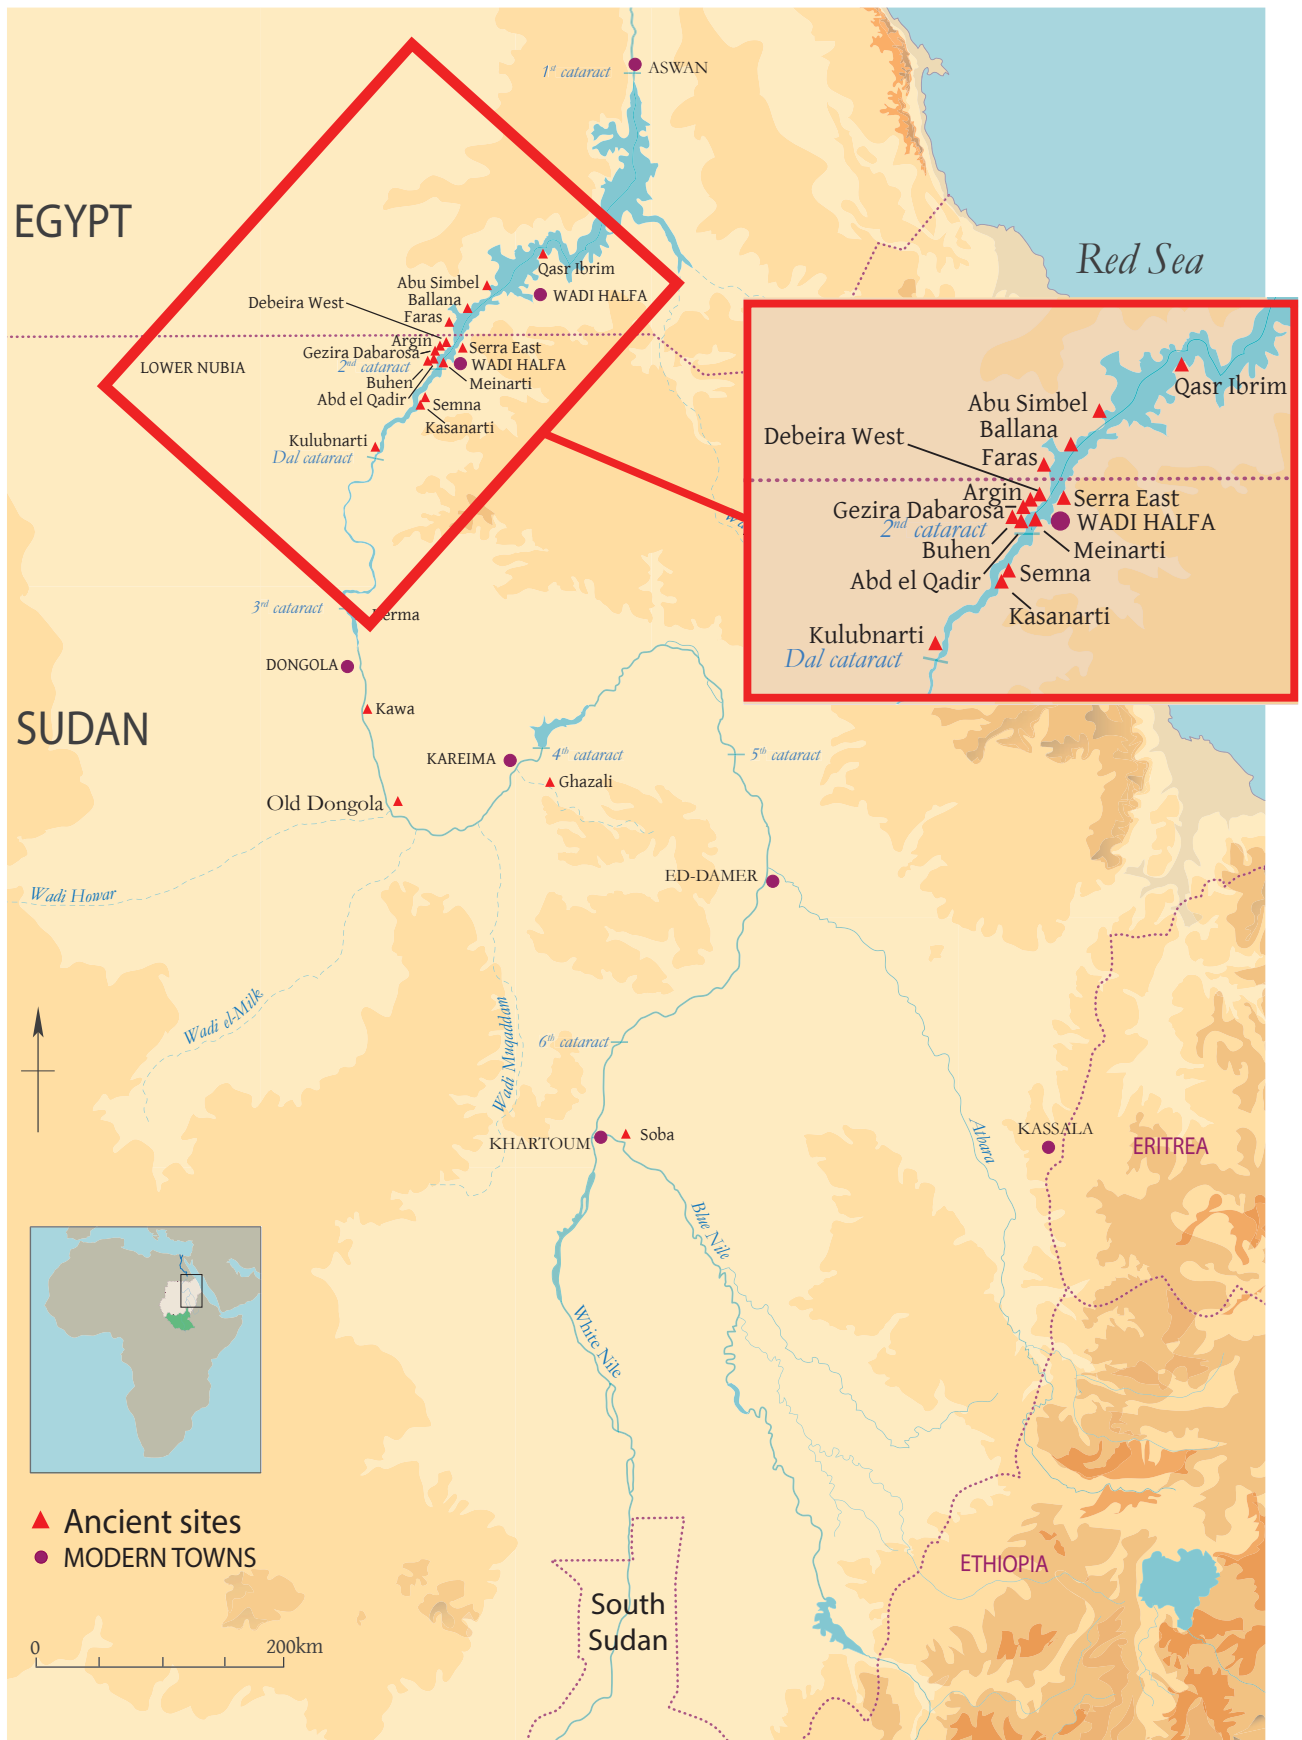 1st cataract
ASWAN
EGYPT
Red Sea
Qasr Ibrim
Abu Simbel
WADI HALFA
Ballana
Debeira West
Faras
Argin
Serra East
Gezira Dabarosa
2nd cataract
WADI HALFA
LOWER NUBIA
Buhen
Meinarti
Abd el Qadir
Semna
Kasanarti
Kulubnarti
Dal cataract
Qasr Ibrim
Abu Simbel
Ballana
Debeira West
Faras
Argin
Serra East
Gezira Dabarosa
2nd cataract
WADI HALFA
Buhen
Meinarti
Abd el Qadir
Semna
Kasanarti
Kulubnarti
Dal cataract
3rd cataract
DONGOLA
Kawa
SUDAN
KAREIMA
4th cataract
5th cataract
Ghazali
Old Dongola
ED-DAMER
Wadi Howar
Wadi el-Milk
Wadi Muqaddam
6th cataract
KHARTOUM
Soba
Atbara
KASSALA
ERITREA
Blue Nile
White Nile
Ancient sites
MODERN TOWNS
ETHIOPIA
South
Sudan
0
200km